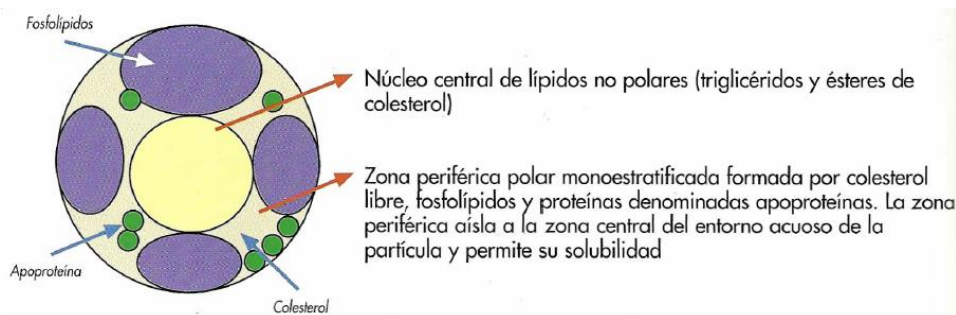 Fosfolípidos
Núcleo central de lípidos no polares (triglicéridos y ésteres de
colesterol)
Zona periférica polar monoestratificada formada por colesterol
libre, fosfolípidos y proteínas denominadas apoproteínas. La zona
periférica aísla a la zona central del entorno acuoso de la
partícula y permite su solubilidad
Apoproteína
Colesterol